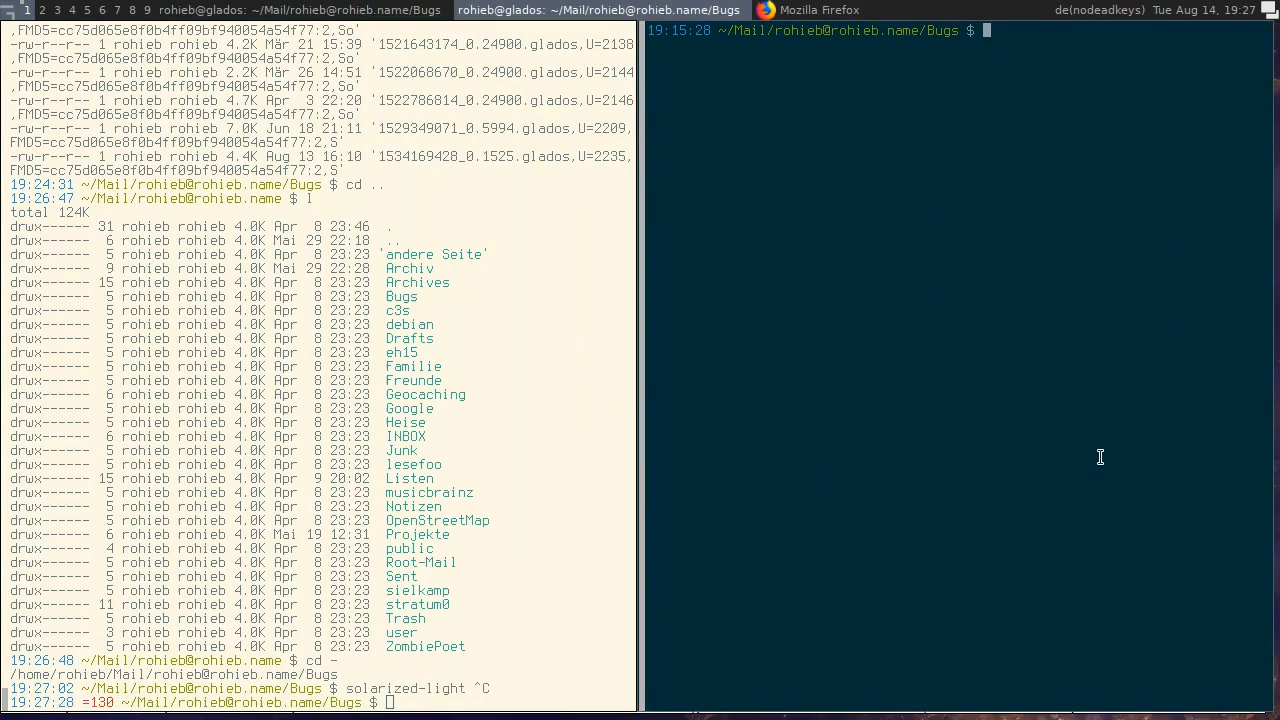 1 2 3 4 5 6 7 8 9 rohieb@glados: ~/Mail/rohieb@rohieb.name/Bugs rohieb@glados: ~/Mail/rohieb@rohieb.name/Bugs Mozilla Firefox de(nodeadkeys) Tue Aug 14, 19:27
,FMD5=cc75d065e8f0b4ff09bf940054a54f77:2,So'
-rw-r--r-- 1 rohieb rohieb 4.2K Mär 21 15:39 '1521643174_0.24900.glados,U=2138
,FMD5=cc75d065e8f0b4ff09bf940054a54f77:2,So'
-rw-r--r-- 1 rohieb rohieb 2.2K Mär 26 14:51 '1522068670_0.24900.glados,U=2144
,FMD5=cc75d065e8f0b4ff09bf940054a54f77:2,So'
-rw-r--r-- 1 rohieb rohieb 4.7K Apr  3 22:20 '1522786814_0.24900.glados,U=2146
,FMD5=cc75d065e8f0b4ff09bf940054a54f77:2,So'
-rw-r--r-- 1 rohieb rohieb 7.0K Jun 18 21:11 '1529349071_0.5994.glados,U=2209,
FMD5=cc75d065e8f0b4ff09bf940054a54f77:2,S'
-rw-r--r-- 1 rohieb rohieb 4.4K Aug 13 16:10 '1534169428_0.1525.glados,U=2235,
FMD5=cc75d065e8f0b4ff09bf940054a54f77:2,S'
19:24:31 ~/Mail/rohieb@rohieb.name/Bugs $ cd ..
19:26:47 ~/Mail/rohieb@rohieb.name $ l
total 124K
drwx------ 31 rohieb rohieb 4.0K Apr  8 23:46  .
drwx------  6 rohieb rohieb 4.0K Mai 29 22:18  ..
drwx------  5 rohieb rohieb 4.0K Apr  8 23:23 'andere Seite'
drwx------  9 rohieb rohieb 4.0K Mai 29 22:28  Archiv
drwx------ 15 rohieb rohieb 4.0K Apr  8 23:23  Archives
drwx------  5 rohieb rohieb 4.0K Apr  8 23:23  Bugs
drwx------  5 rohieb rohieb 4.0K Apr  8 23:23  c3s
drwx------  5 rohieb rohieb 4.0K Apr  8 23:23  debian
drwx------  5 rohieb rohieb 4.0K Apr  8 23:23  Drafts
drwx------  5 rohieb rohieb 4.0K Apr  8 23:23  eh15
drwx------  5 rohieb rohieb 4.0K Apr  8 23:23  Familie
drwx------  5 rohieb rohieb 4.0K Apr  8 23:23  Freunde
drwx------  6 rohieb rohieb 4.0K Apr  8 23:23  Geocaching
drwx------  5 rohieb rohieb 4.0K Apr  8 23:23  Google
drwx------  5 rohieb rohieb 4.0K Apr  8 23:23  Heise
drwx------  6 rohieb rohieb 4.0K Apr  8 23:23  INBOX
drwx------  5 rohieb rohieb 4.0K Apr  8 23:23  Junk
drwx------  5 rohieb rohieb 4.0K Apr  8 23:23  lesefoo
drwx------ 15 rohieb rohieb 4.0K Apr  9 20:02  Listen
drwx------  5 rohieb rohieb 4.0K Apr  8 23:23  musicbrainz
drwx------  5 rohieb rohieb 4.0K Apr  8 23:23  Notizen
drwx------  5 rohieb rohieb 4.0K Apr  8 23:23  OpenStreetMap
drwx------  6 rohieb rohieb 4.0K Mai 19 12:31  Projekte
drwx------  4 rohieb rohieb 4.0K Apr  8 23:23  public
drwx------  5 rohieb rohieb 4.0K Apr  8 23:23  Root-Mail
drwx------  5 rohieb rohieb 4.0K Apr  8 23:23  Sent
drwx------  5 rohieb rohieb 4.0K Apr  8 23:23  sielkamp
drwx------ 11 rohieb rohieb 4.0K Apr  8 23:23  stratum0
drwx------  5 rohieb rohieb 4.0K Apr  8 23:23  Trash
drwx------  3 rohieb rohieb 4.0K Apr  8 23:23  user
drwx------  5 rohieb rohieb 4.0K Apr  8 23:23  ZombiePoet
19:26:48 ~/Mail/rohieb@rohieb.name $ cd -
/home/rohieb/Mail/rohieb@rohieb.name/Bugs
19:27:02 ~/Mail/rohieb@rohieb.name/Bugs $ solarized-light ^C
19:27:28 =130 ~/Mail/rohieb@rohieb.name/Bugs $
19:15:28 ~/Mail/rohieb@rohieb.name/Bugs $